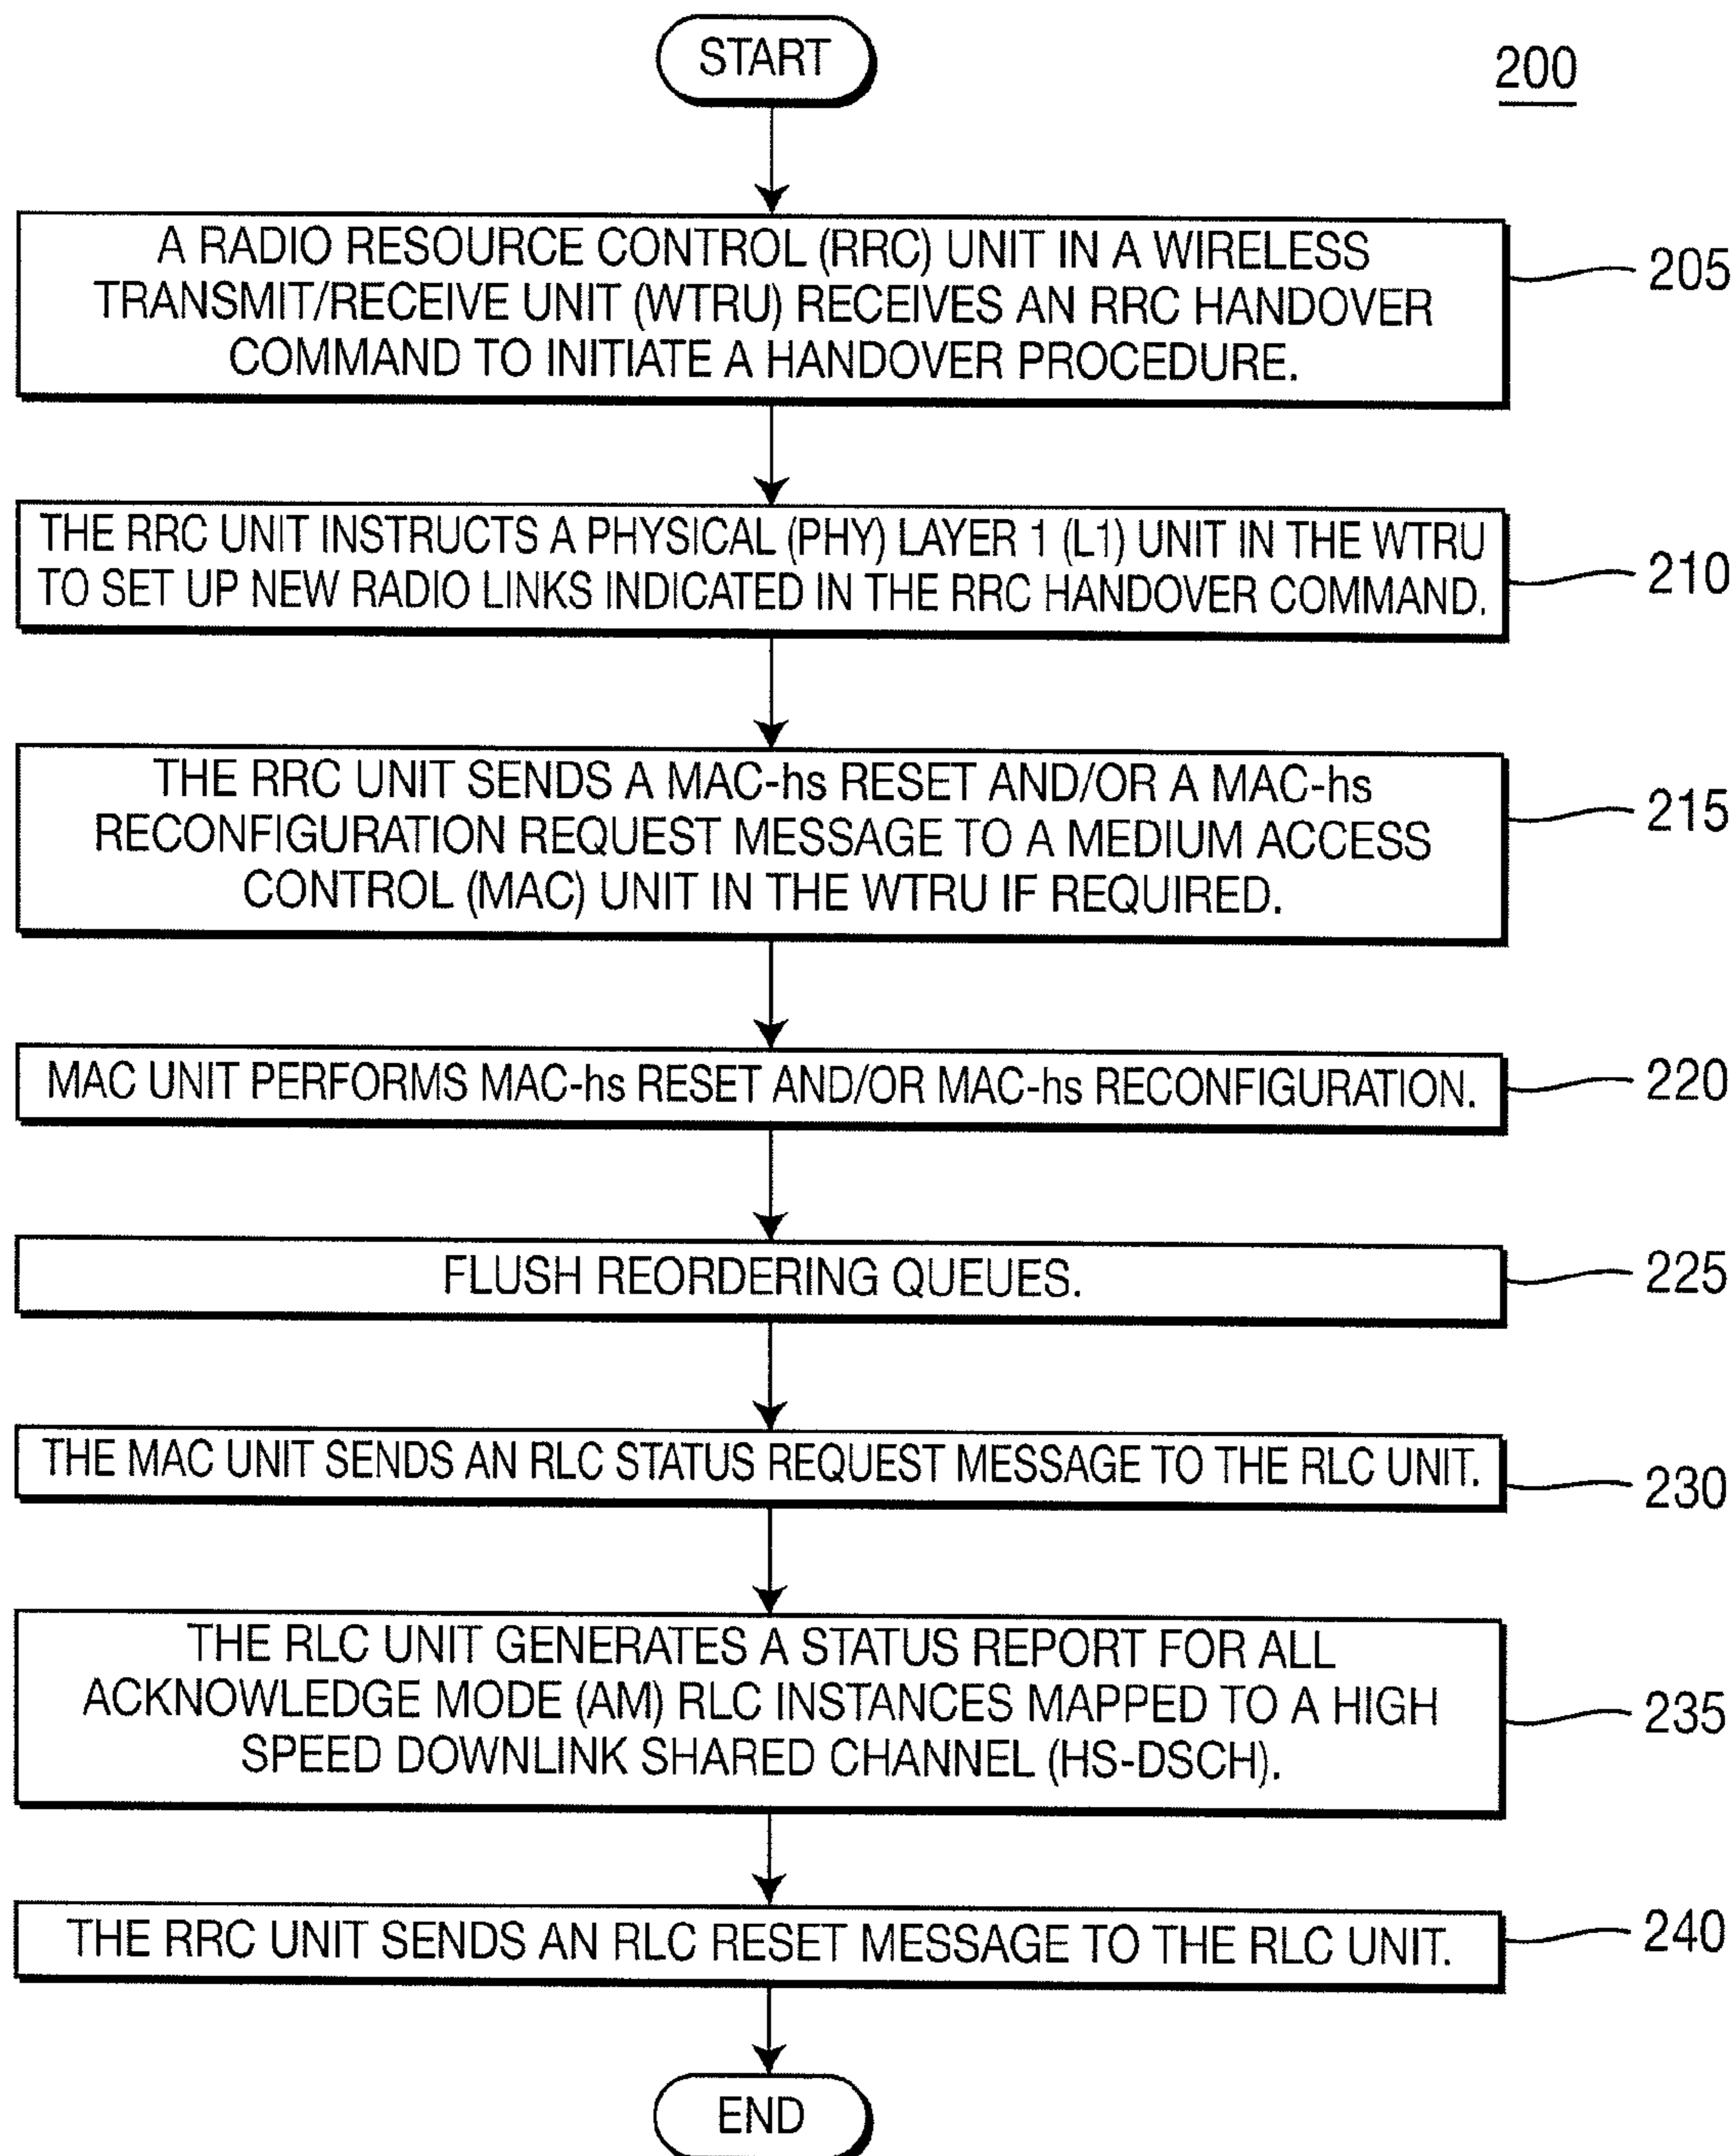 START
200
A RADIO RESOURCE CONTROL (RRC) UNIT IN A WIRELESS
TRANSMIT/RECEIVE UNIT (WTRU) RECEIVES AN RRC HANDOVER
COMMAND TO INITIATE A HANDOVER PROCEDURE.
205
THE RRC UNIT INSTRUCTS A PHYSICAL (PHY) LAYER 1 (L1) UNIT IN THE WTRU
TO SET UP NEW RADIO LINKS INDICATED IN THE RRC HANDOVER COMMAND.
210
THE RRC UNIT SENDS A MAC-hs RESET AND/OR A MAC-hs
RECONFIGURATION REQUEST MESSAGE TO A MEDIUM ACCESS
CONTROL (MAC) UNIT IN THE WTRU IF REQUIRED.
215
MAC UNIT PERFORMS MAC-hs RESET AND/OR MAC-hs RECONFIGURATION.
220
FLUSH REORDERING QUEUES.
225
THE MAC UNIT SENDS AN RLC STATUS REQUEST MESSAGE TO THE RLC UNIT.
230
THE RLC UNIT GENERATES A STATUS REPORT FOR ALL
ACKNOWLEDGE MODE (AM) RLC INSTANCES MAPPED TO A HIGH
SPEED DOWNLINK SHARED CHANNEL (HS-DSCH).
235
THE RRC UNIT SENDS AN RLC RESET MESSAGE TO THE RLC UNIT.
240
END